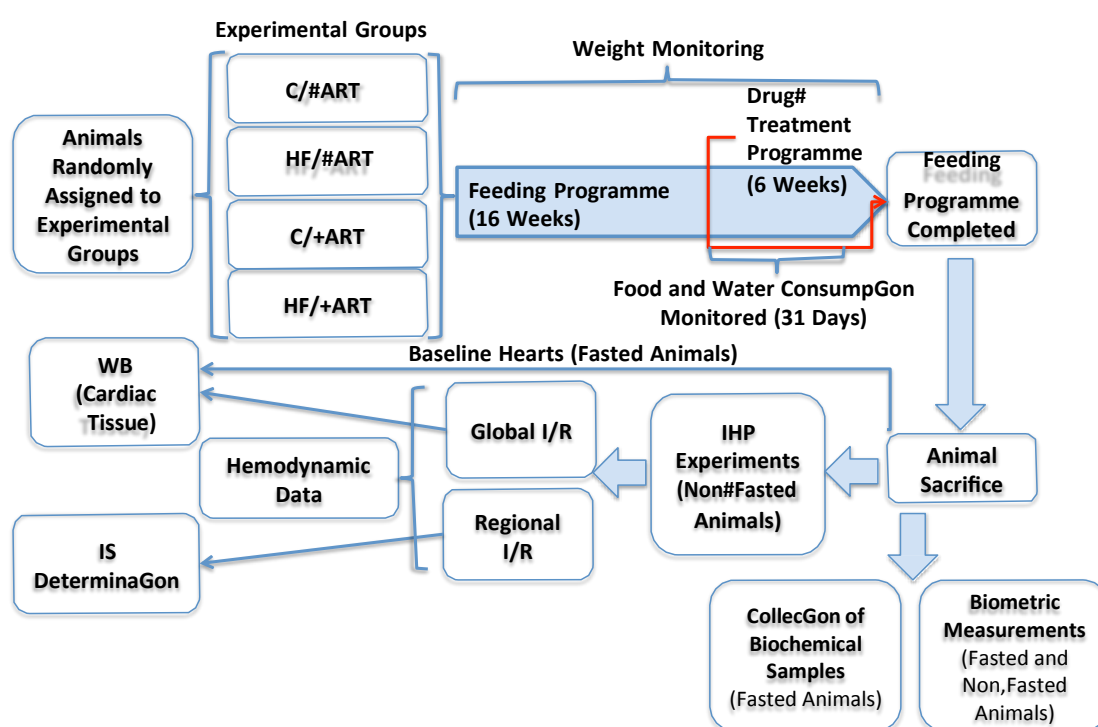 Experimental Groups
C/#ART
HF/#ART
C/+ART
HF/+ART
Animals
Randomly
Assigned to
Experimental
Groups
Weight Monitoring
Drug#
Treatment
Programme
(6 Weeks)
Feeding Programme
(16 Weeks)
Feeding
Programme
Completed
Food and Water ConsumpGon
Monitored (31 Days)
Baseline Hearts (Fasted Animals)
WB
(Cardiac
Tissue)
Hemodynamic
Data
Global I/R
Regional
I/R
IHP
Experiments
(Non#Fasted
Animals)
Animal
Sacrifice
IS
DeterminaGon
CollecGon of
Biochemical
Samples
(Fasted Animals)
Biometric
Measurements
(Fasted and
Non,Fasted
Animals)